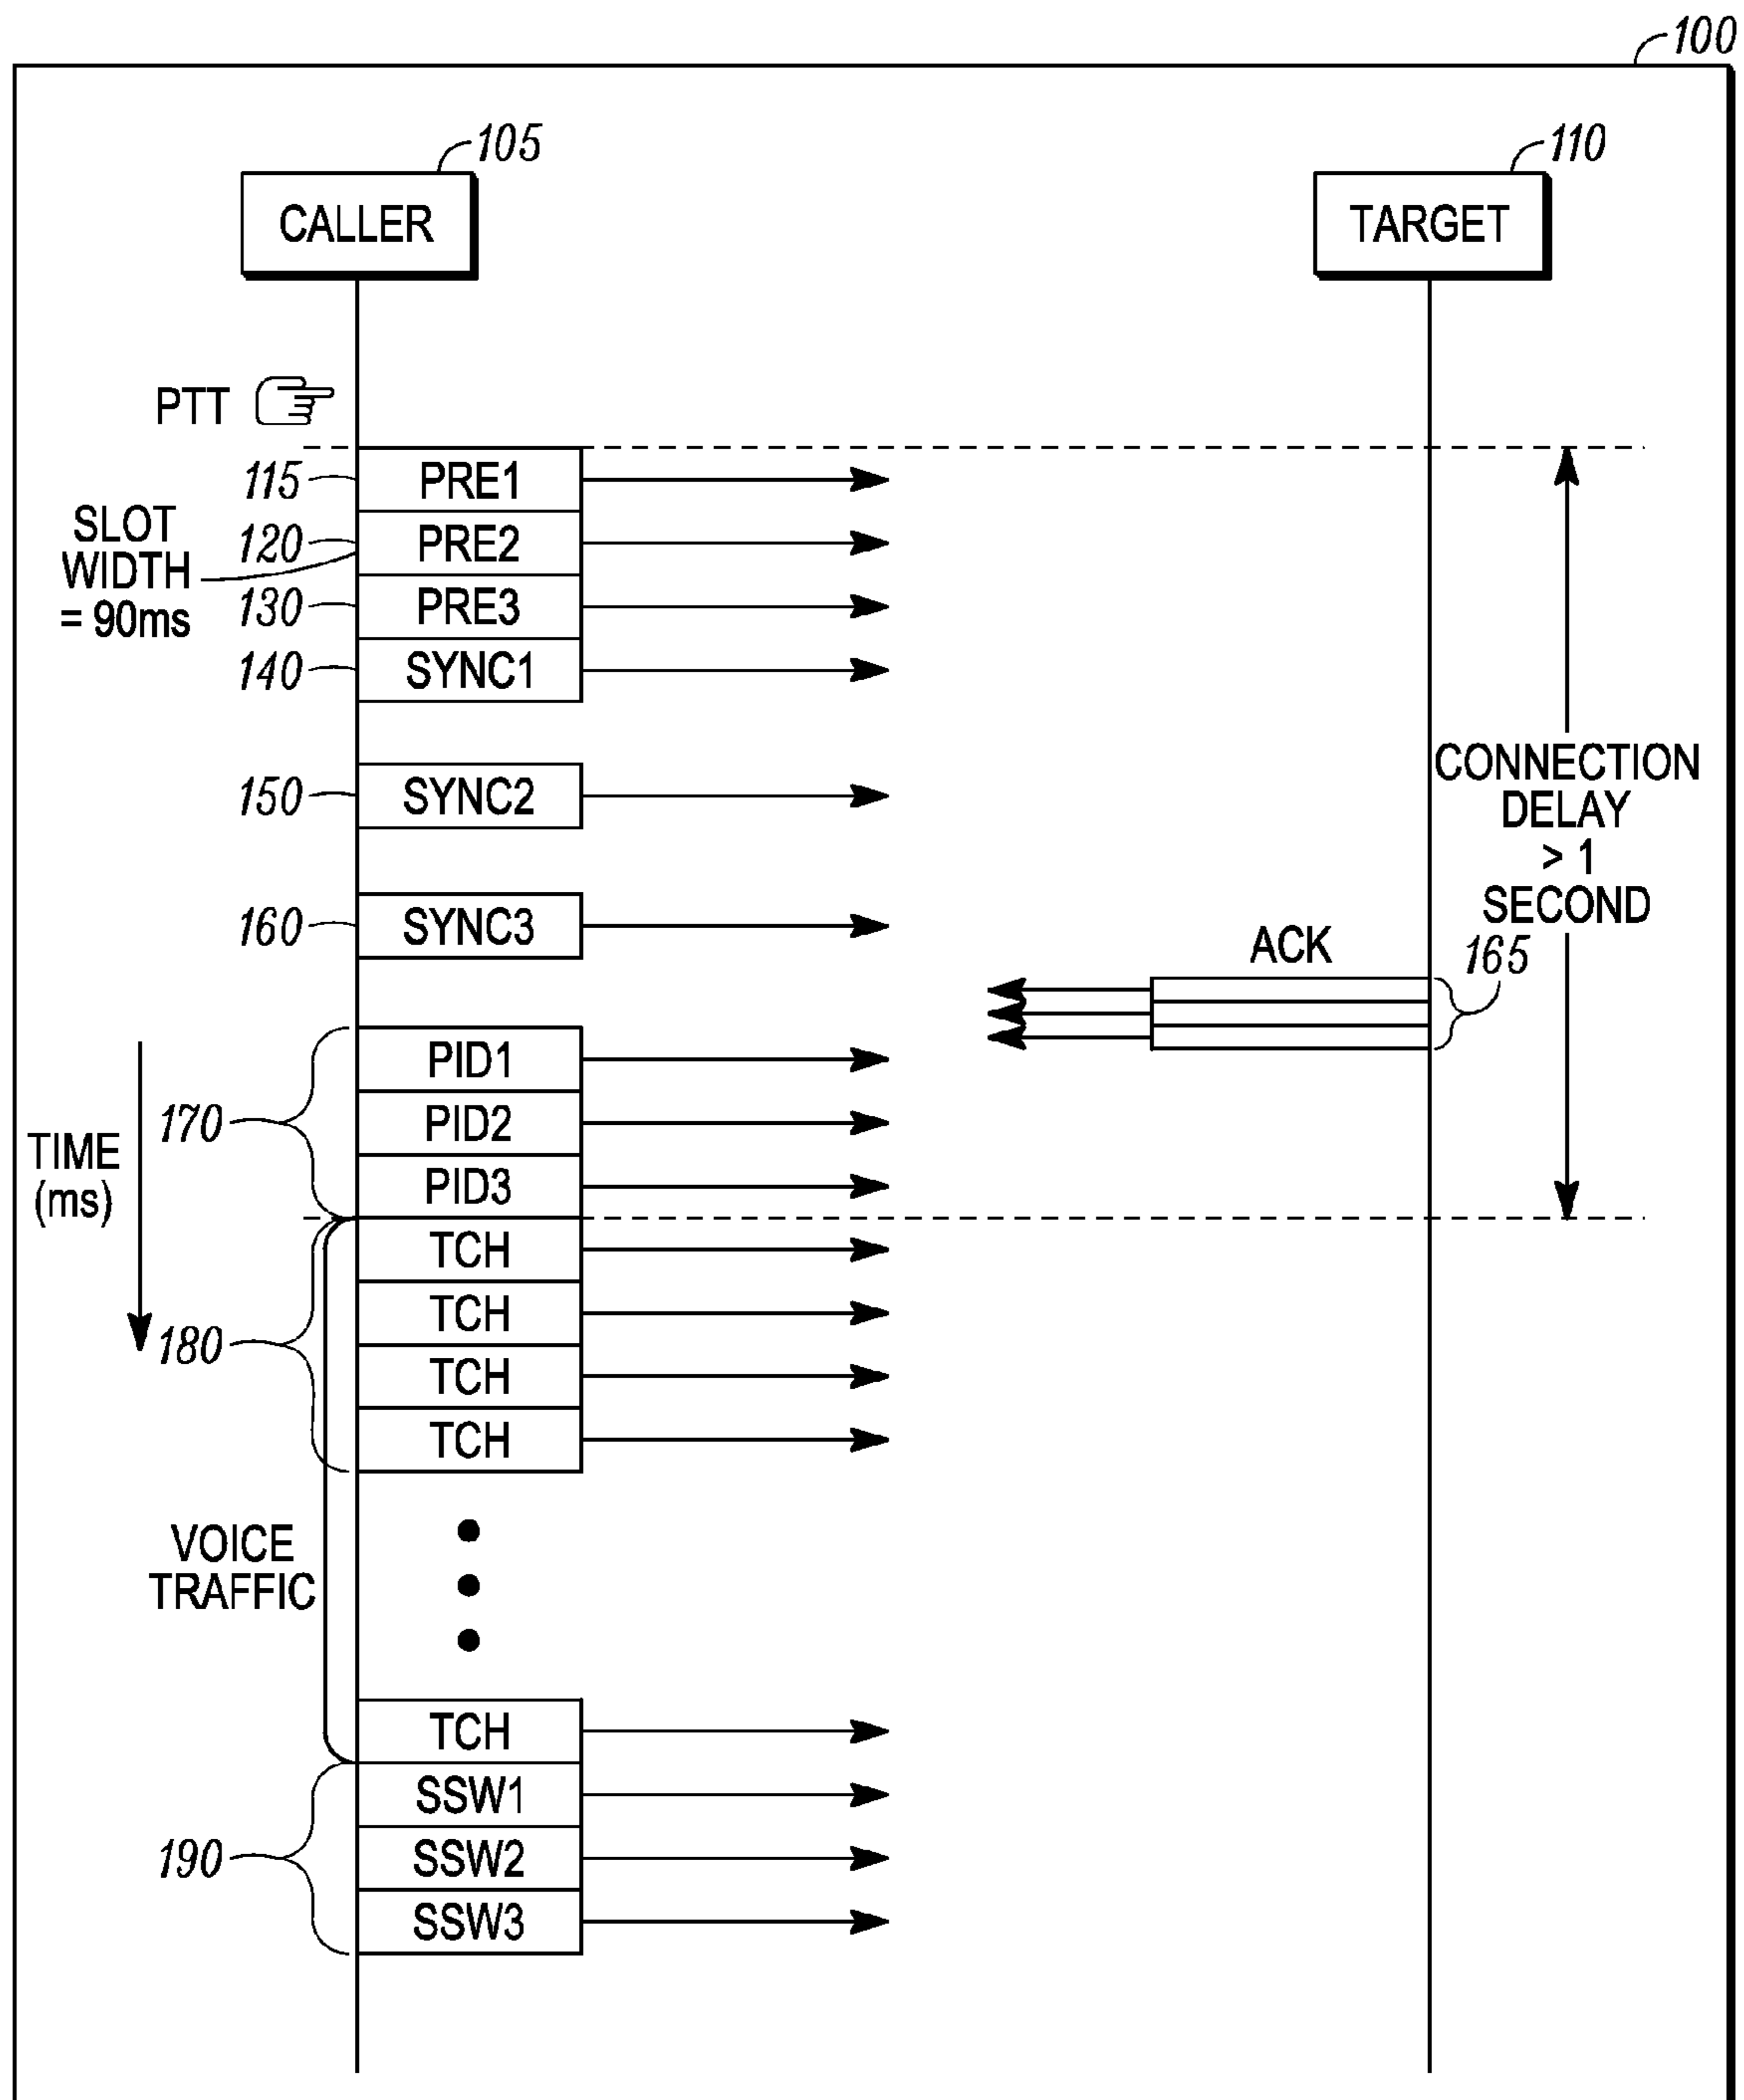 100
105
110
CALLER
TARGET
PTT
115
PRE1
SLOT
WIDTH
= 90ms
120
PRE2
130
PRE3
140
SYNC1
150
SYNC2
CONNECTION
DELAY
> 1
SECOND
160
SYNC3
ACK
165
TIME
(ms)
170
PID1
PID2
PID3
180
TCH
TCH
TCH
TCH
VOICE
TRAFFIC
TCH
190
SSW1
SSW2
SSW3